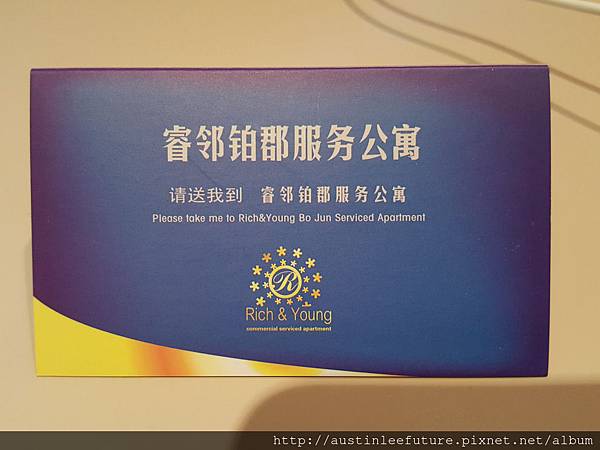 睿邻铂郡服务公寓
请送我到 睿邻铂郡服务公寓
Please take me to Rich&Young Bo Jun Serviced Apartment
R
Rich & Young
commercial serviced apartment
http://austinleefuture.pixnet.net/album